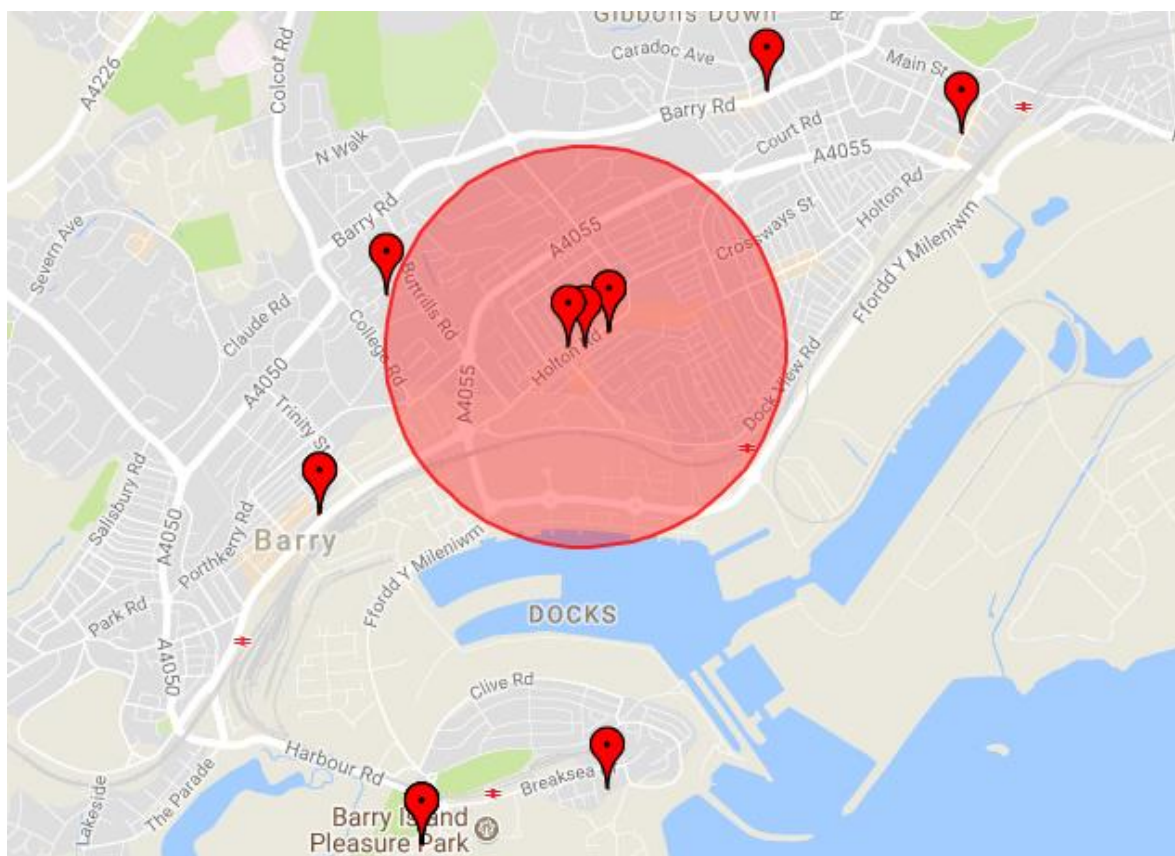 Gibbons Down
Caradoc Ave
Main St
A4226
Colcot Rd
Barry Rd
Court Rd
N Walk
A4055
Holton Rd
Severn Ave
Barry Rd
A4055
Crossways St
Ffordd Y Mileniwm
Buttrills Rd
Claude Rd
College Rd
Holton Rd
A4050
A4055
Dock View Rd
Trinity St
Salisbury Rd
A4050
Porthkerry Rd
Barry
Ffordd Y Mileniwm
Park Rd
DOCKS
A4050
Clive Rd
Harbour Rd
Breaksea
The Parade
Lakeside
Barry Island
Pleasure Park